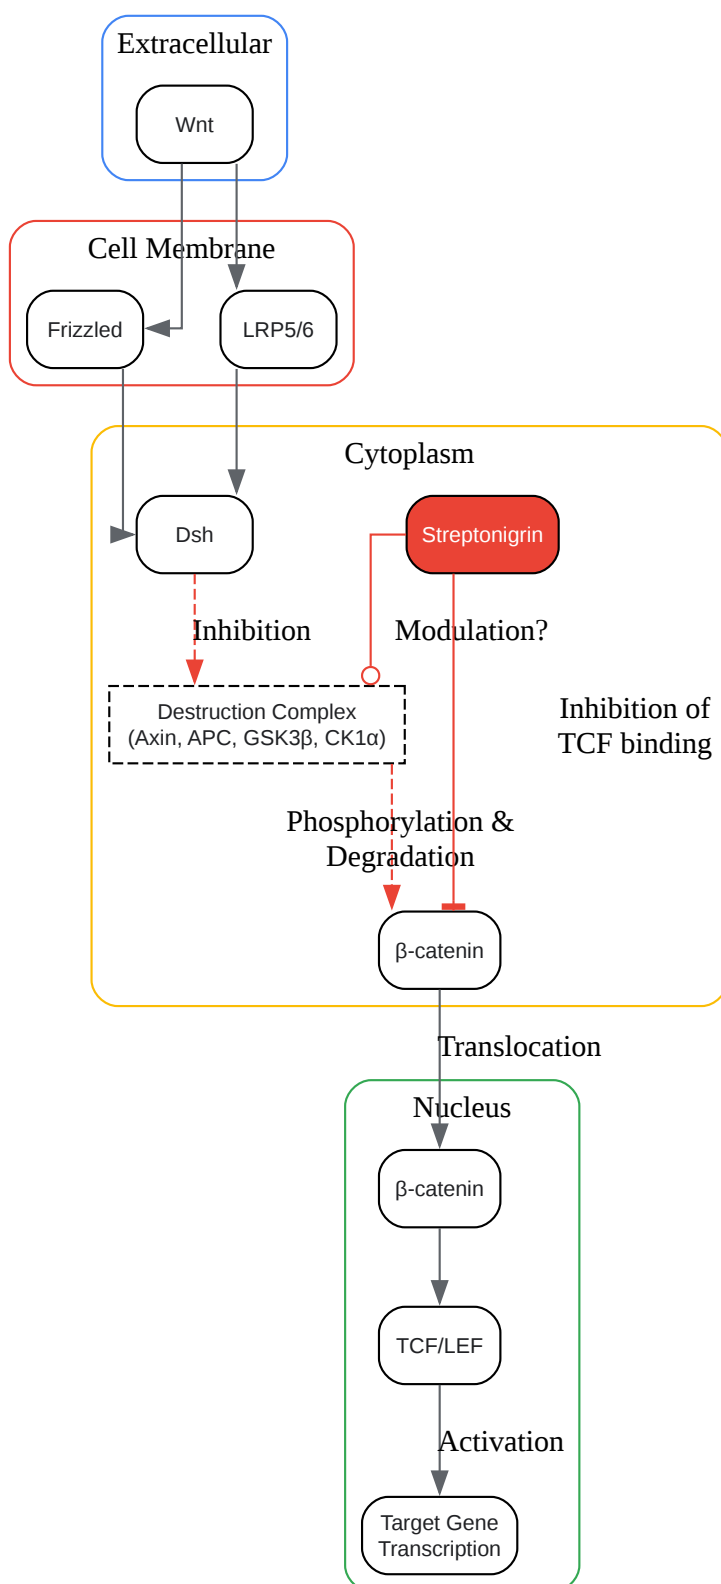 Extracellular
Wnt
Cell Membrane
Frizzled
LRP5/6
Cytoplasm
Dsh
Streptonigrin
Inhibition
Modulation?
Destruction Complex
(Axin, APC, GSK3β, CK1α)
Inhibition of
TCF binding
Phosphorylation &
Degradation
β-catenin
Translocation
Nucleus
β-catenin
TCF/LEF
Activation
Target Gene
Transcription